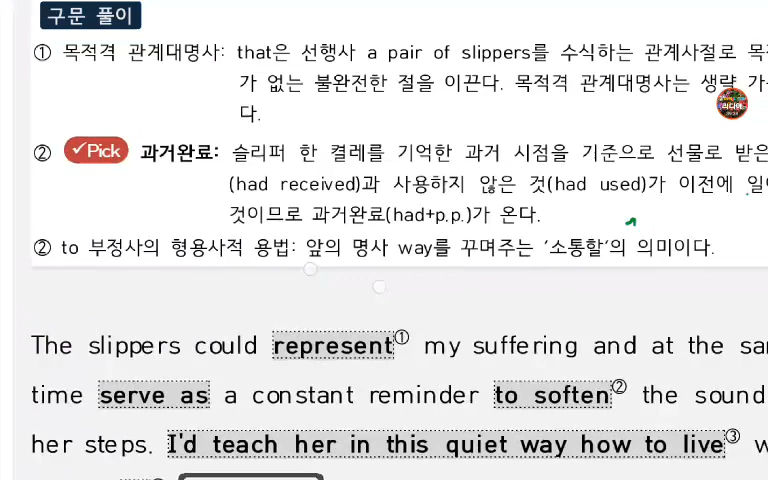 구문 풀이
① 목적격 관계대명사: that은 선행사 a pair of slippers를 수식하는 관계사절로 목적
가 없는 불완전한 절을 이끈다. 목적격 관계대명사는 생략 가
다.
② ✓Pick 과거완료: 슬리퍼 한 켤레를 기억한 과거 시점을 기준으로 선물로 받은
(had received)과 사용하지 않은 것(had used)가 이전에 일어
것이므로 과거완료(had+p.p.)가 온다.
② to 부정사의 형용사적 용법: 앞의 명사 way를 꾸며주는 '소통할'의 의미이다.
The slippers could represent① my suffering and at the sa
time serve as a constant reminder to soften② the sound
her steps. I'd teach her in this quiet way how to live③ w